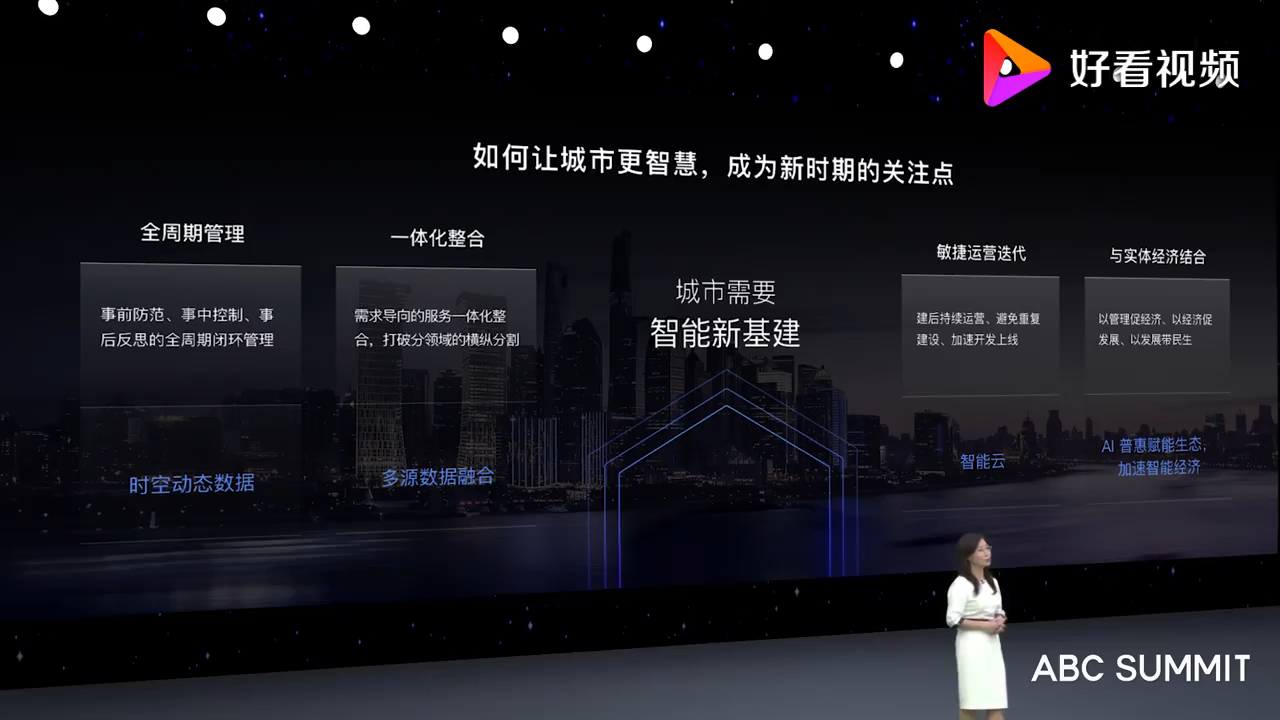 好看视频
如何让城市更智慧，成为新时期的关注点
全周期管理
事前防范、事中控制、事
后反思的全周期闭环管理
时空动态数据
一体化整合
需求导向的服务一体化整
合，打破分领域的横纵分割
多源数据融合
城市需要
智能新基建
敏捷运营迭代
建后持续运营、避免重复
建设、加速开发上线
智能云
与实体经济结合
以管理促经济、以经济促
发展、以发展带民生
AI 普惠赋能生态,
加速智能经济
ABC SUMMIT